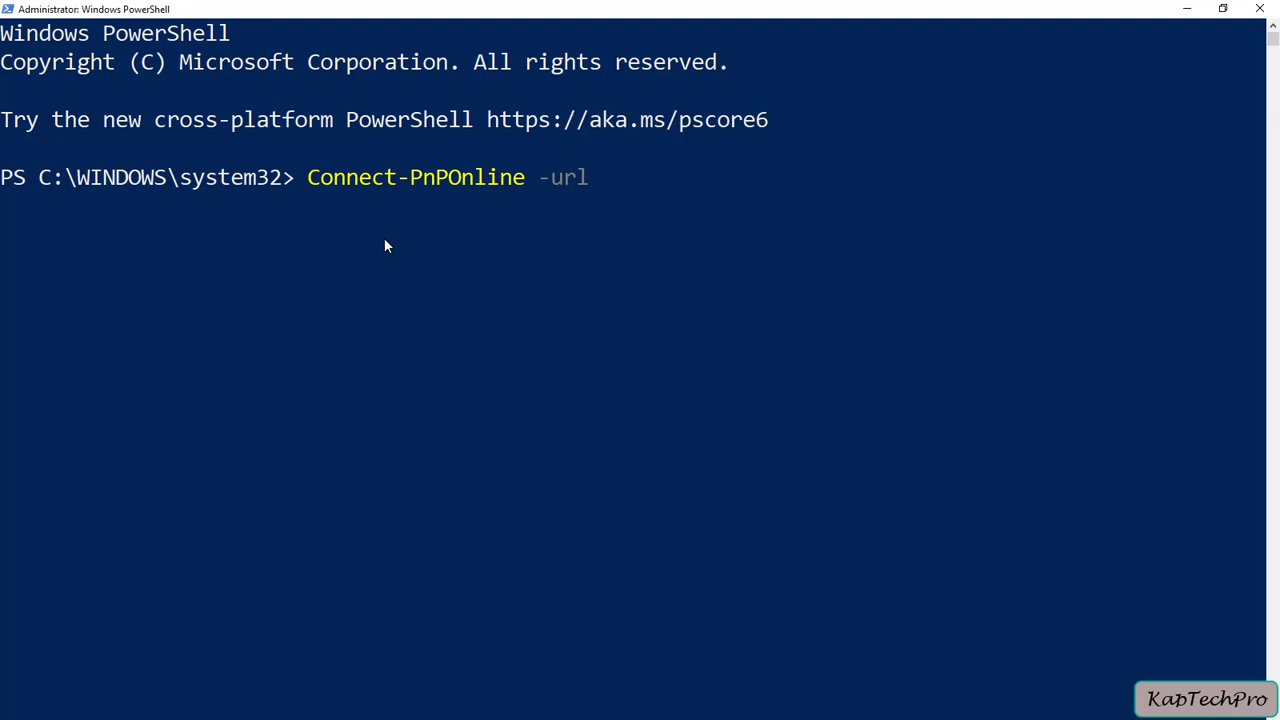 Administrator: Windows PowerShell
Windows PowerShell
Copyright (C) Microsoft Corporation. All rights reserved.
Try the new cross-platform PowerShell https://aka.ms/pscore6
PS C:\WINDOWS\system32> Connect-PnPOnline -url
KapTechPro